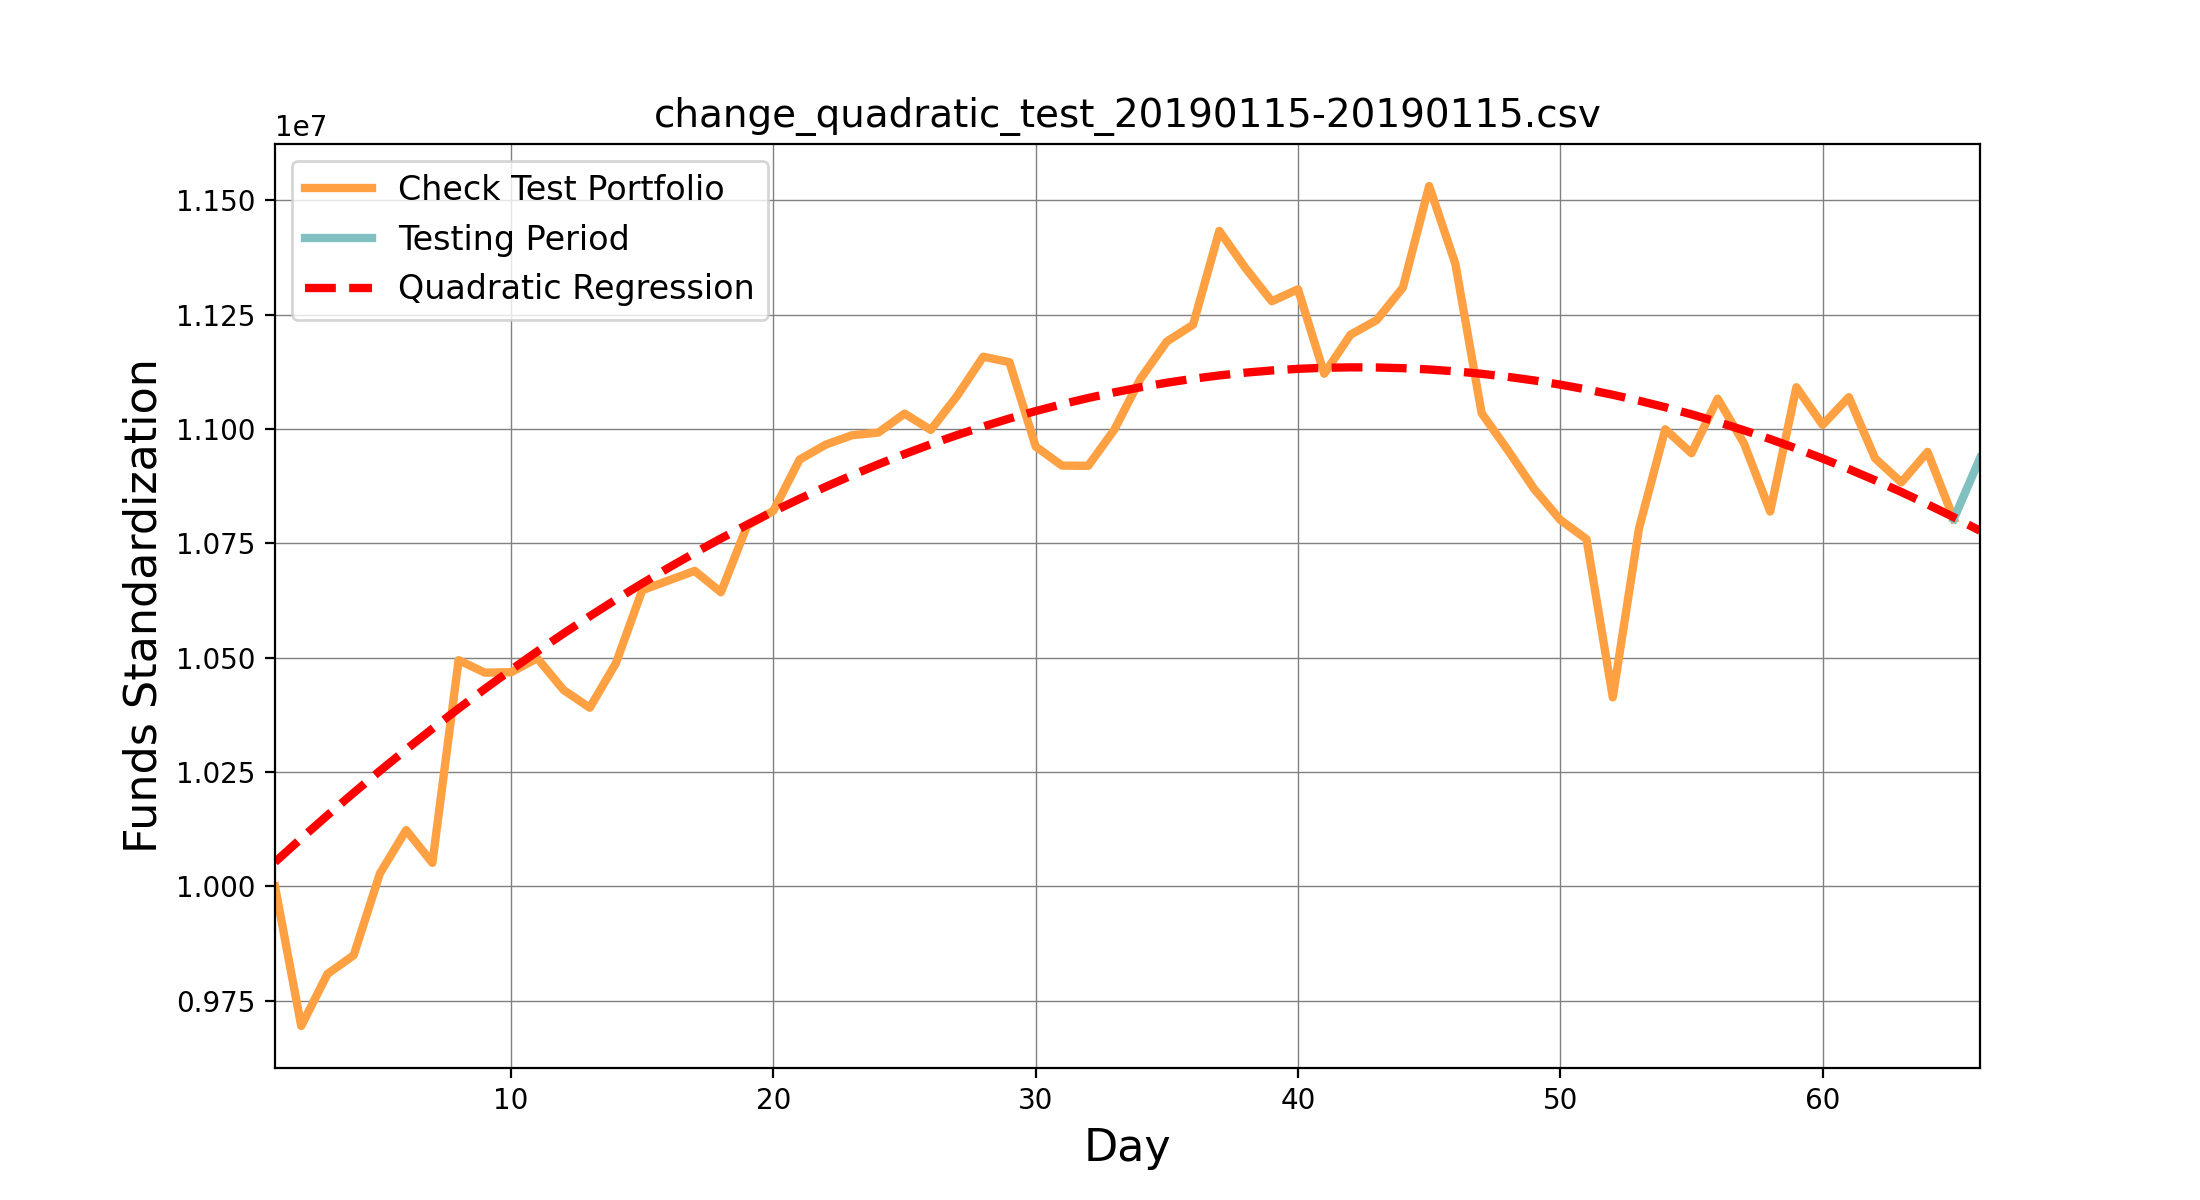 change_quadratic_test_20190115-20190115.csv
1e7
Check Test Portfolio
Testing Period
Quadratic Regression
1.150
1.125
1.100
1.075
1.050
1.025
1.000
0.975
Funds Standardization
10 20 30 40 50 60
Day